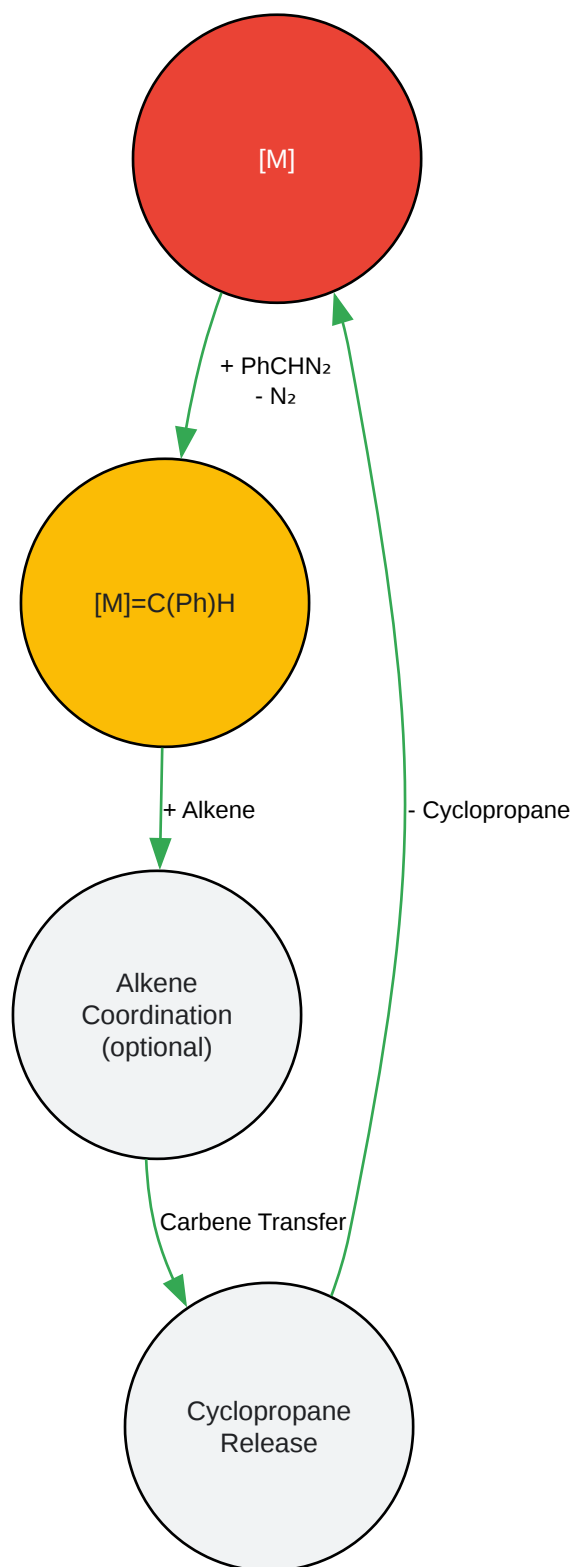 [M]
+ PhCHN₂
- N₂
[M]=C(Ph)H
+ Alkene
- Cyclopropane
Alkene
Coordination
(optional)
Carbene Transfer
Cyclopropane
Release